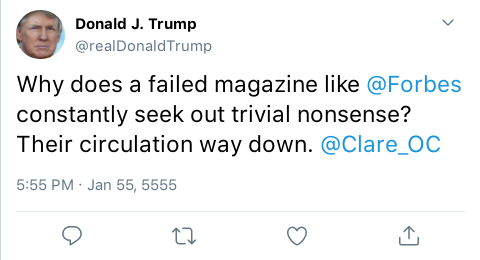 Donald J. Trump
@realDonaldTrump
Why does a failed magazine like @Forbes
constantly seek out trivial nonsense?
Their circulation way down. @Clare_OC
5:55 PM · Jan 55, 5555